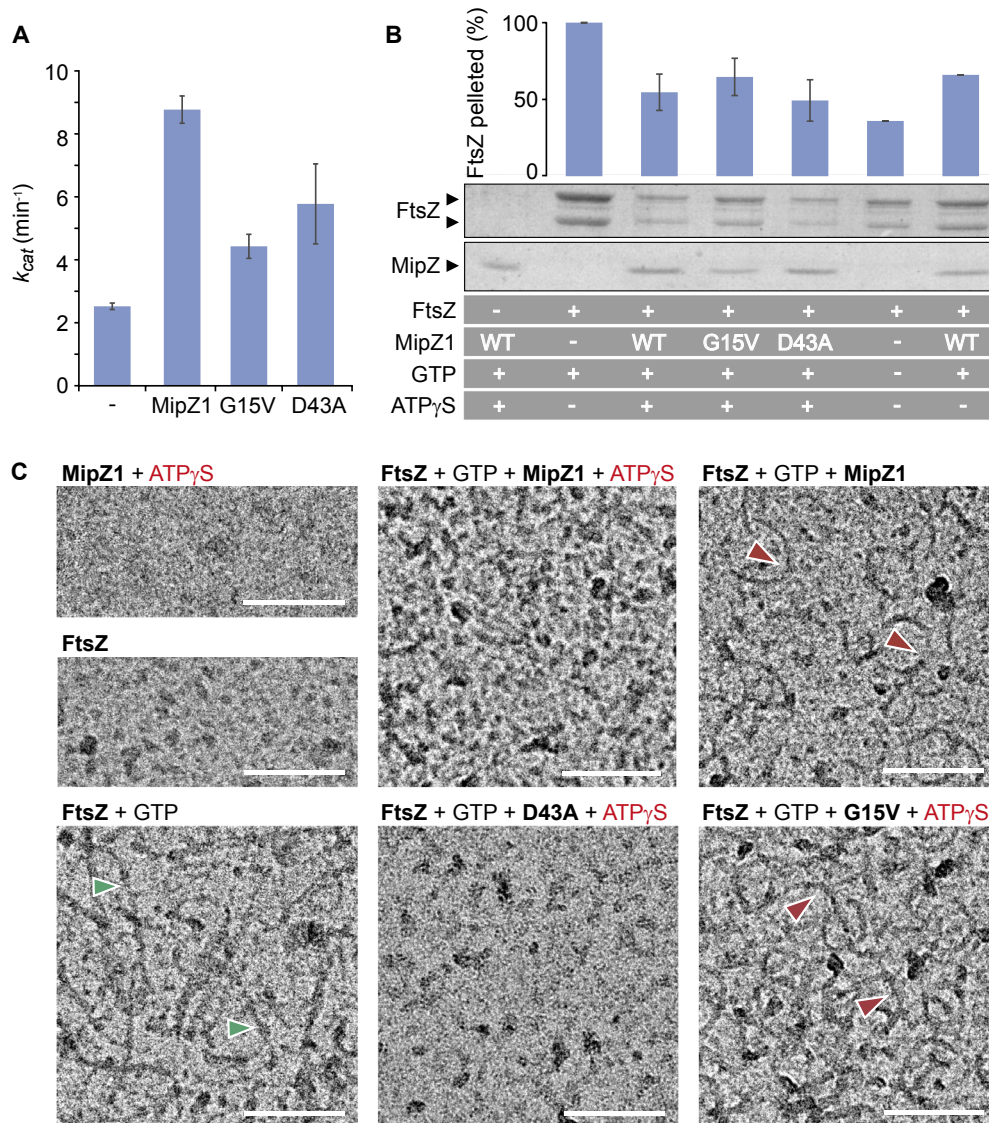 A
k_cat (min⁻¹)
10
8
6
4
2
0
- MipZ1 G15V D43A
B
FtsZ pelleted (%)
100
50
0
FtsZ
MipZ
FtsZ - + + + + + +
MipZ1 WT - WT G15V D43A - WT
GTP + + + + + - +
ATPγS + - + + + - -
C
MipZ1 + ATPγS
FtsZ
FtsZ + GTP
FtsZ + GTP + MipZ1 + ATPγS
FtsZ + GTP + D43A + ATPγS
FtsZ + GTP + MipZ1
FtsZ + GTP + G15V + ATPγS